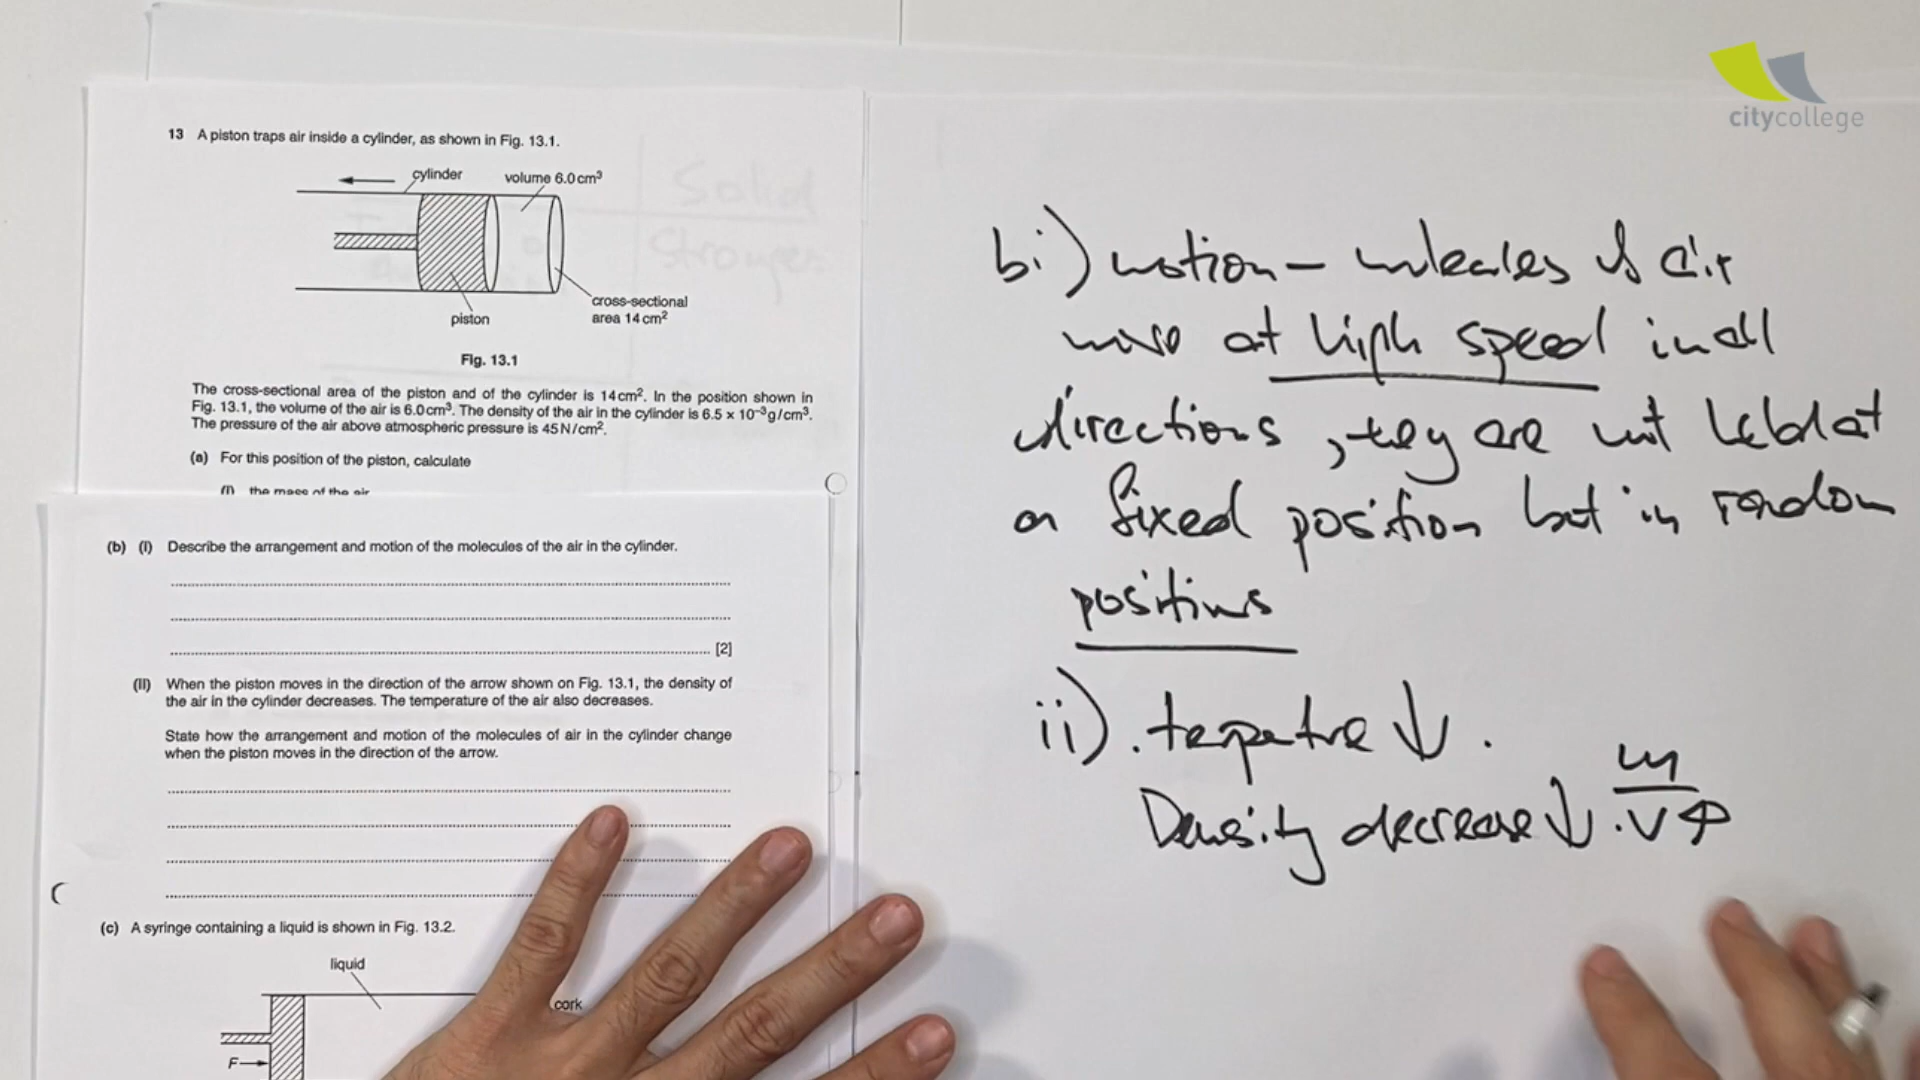 citycollege
13 A piston traps air inside a cylinder, as shown in Fig. 13.1.
cylinder
volume 6.0 cm³
cross-sectional
area 14 cm²
piston
Fig. 13.1
The cross-sectional area of the piston and of the cylinder is 14 cm². In the position shown in
Fig. 13.1, the volume of the air is 6.0 cm³. The density of the air in the cylinder is 6.5 × 10⁻³ g/cm³.
The pressure of the air above atmospheric pressure is 45 N/cm².
(a) For this position of the piston, calculate
(i) the mass of the air
(b) (i) Describe the arrangement and motion of the molecules of the air in the cylinder.
[2]
(ii) When the piston moves in the direction of the arrow shown on Fig. 13.1, the density of
the air in the cylinder decreases. The temperature of the air also decreases.
State how the arrangement and motion of the molecules of air in the cylinder change
when the piston moves in the direction of the arrow.
(c) A syringe containing a liquid is shown in Fig. 13.2.
liquid
cork
F
Solid
bi) motion - molecules of air
move at high speed in all
directions, they are not held at
a fixed position but in random
positions
ii). ↓.
Density decrease ↓. m/V↑